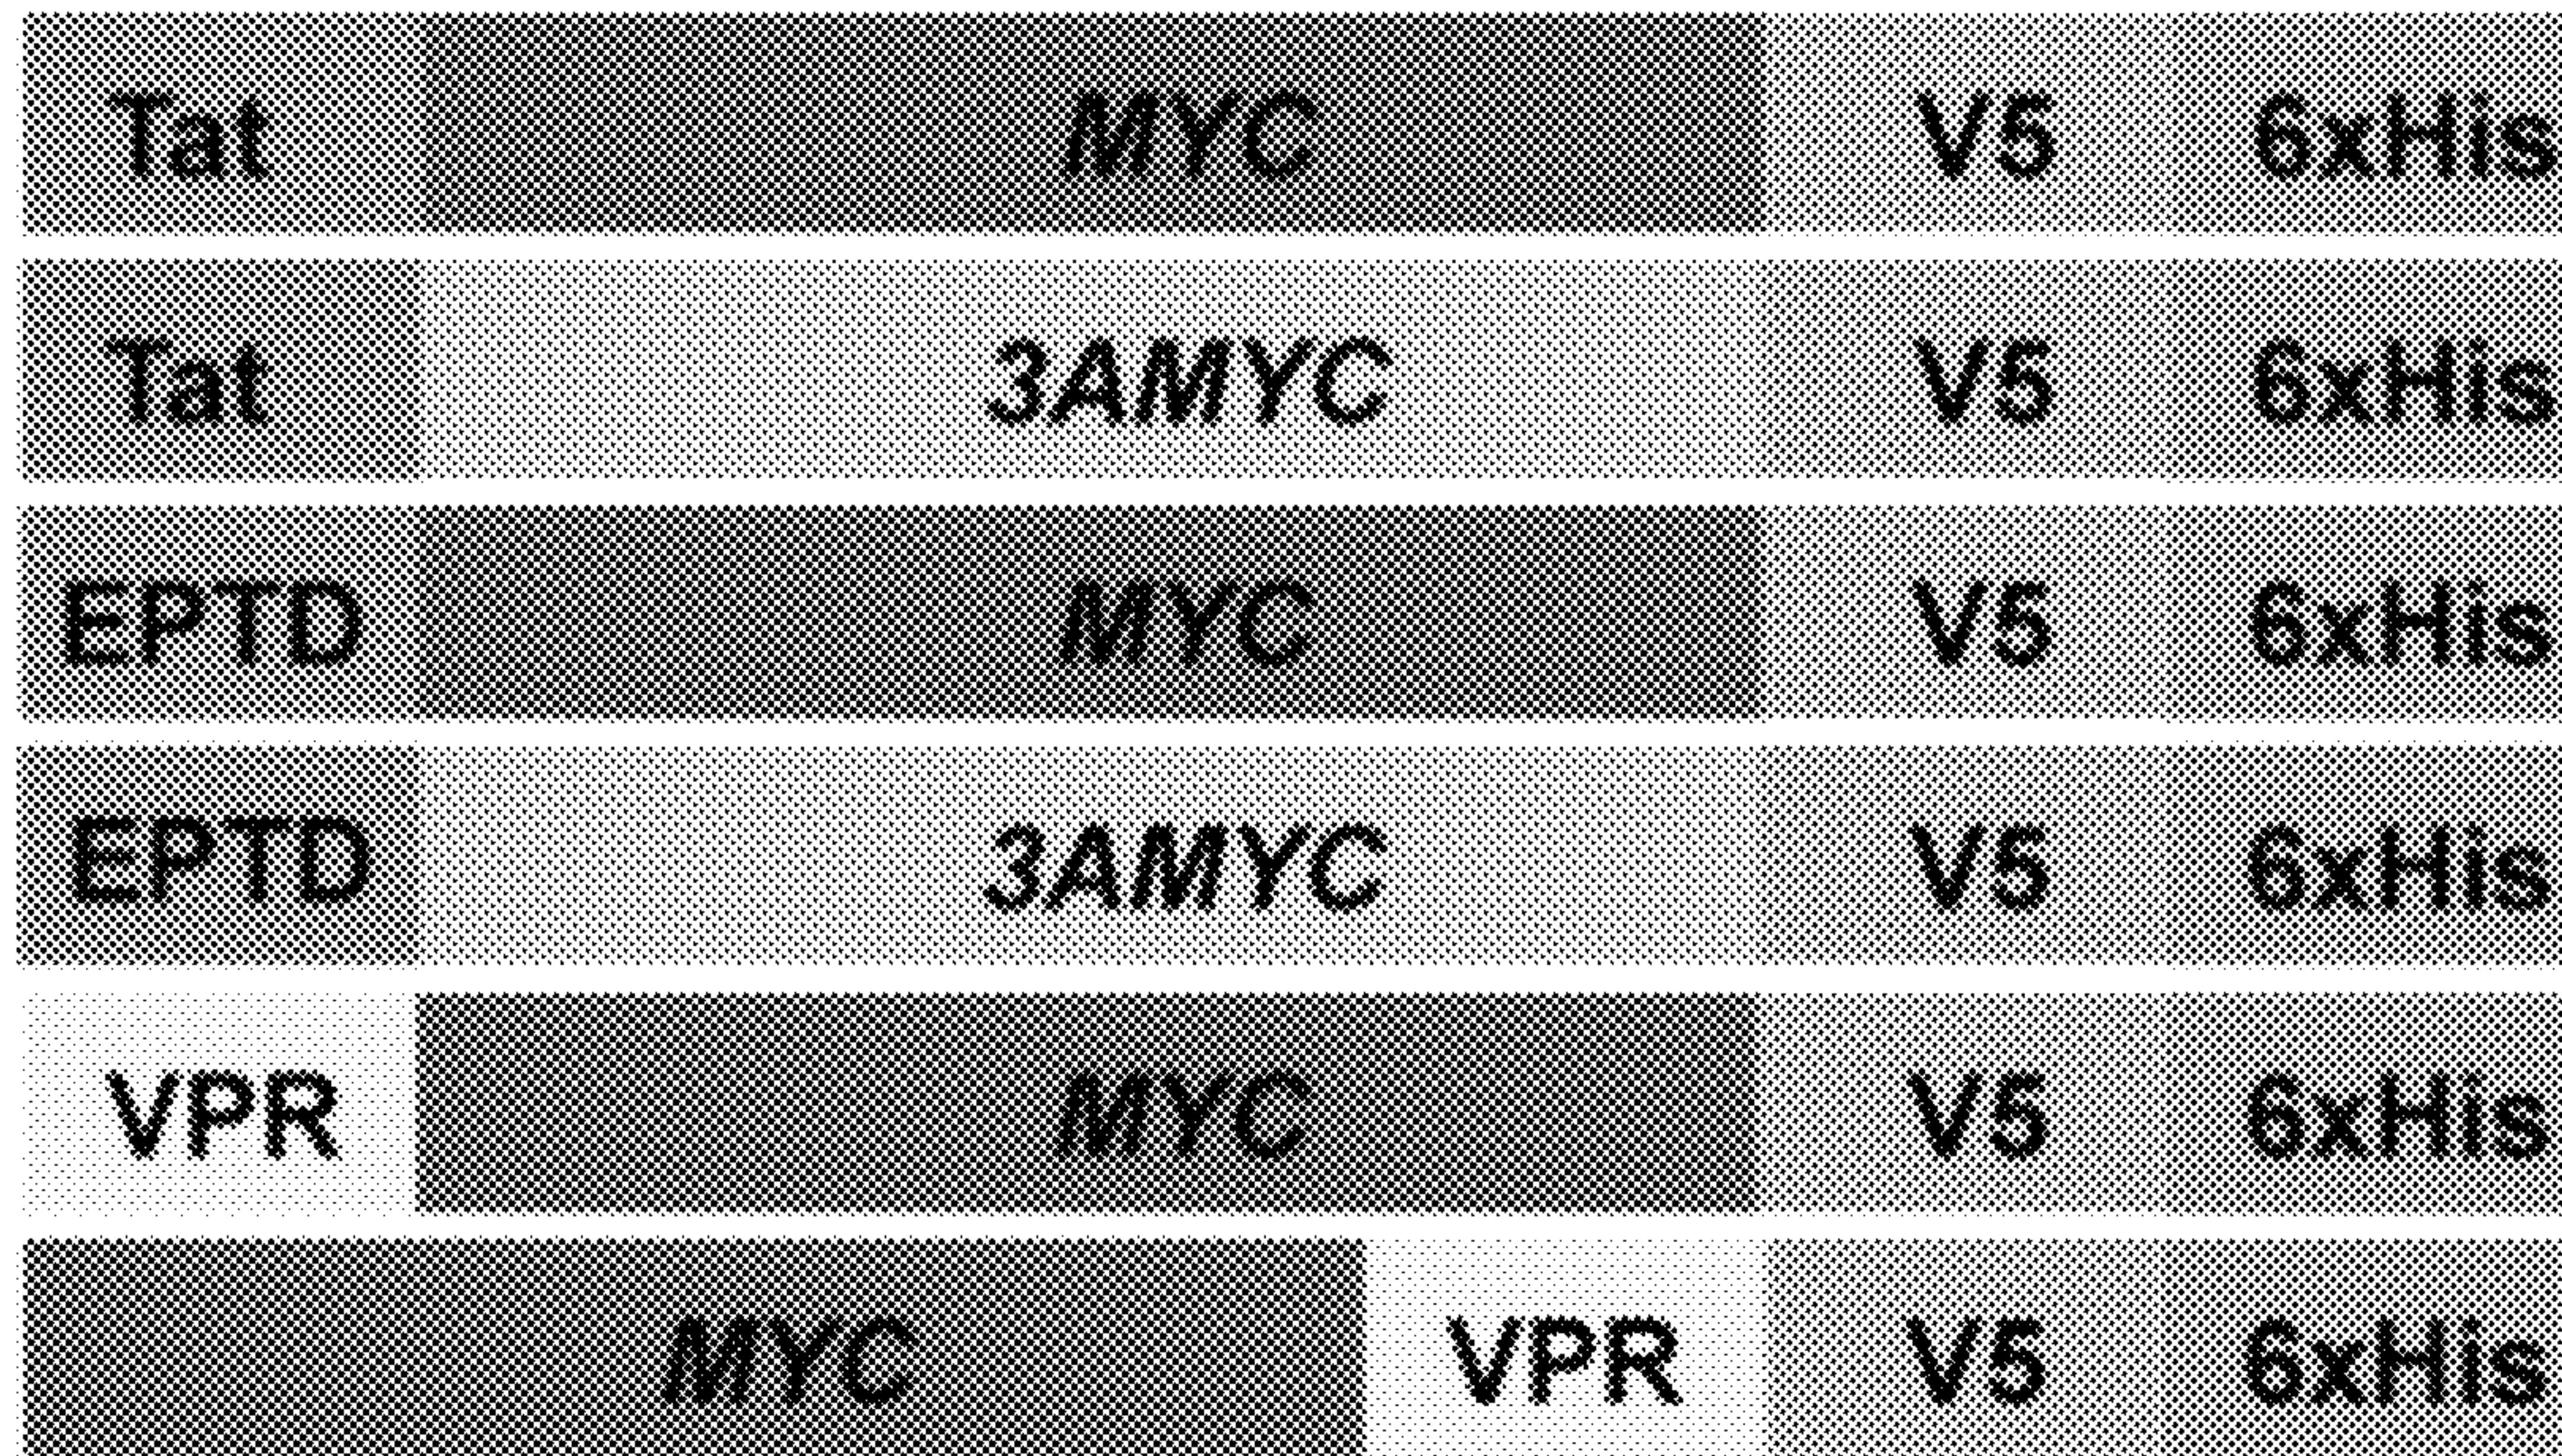 Tat MYC V5 6xHis
Tat 3AMYC V5 6xHis
EPTD MYC V5 6xHis
EPTD 3AMYC V5 6xHis
VPR MYC V5 6xHis
MYC VPR V5 6xHis